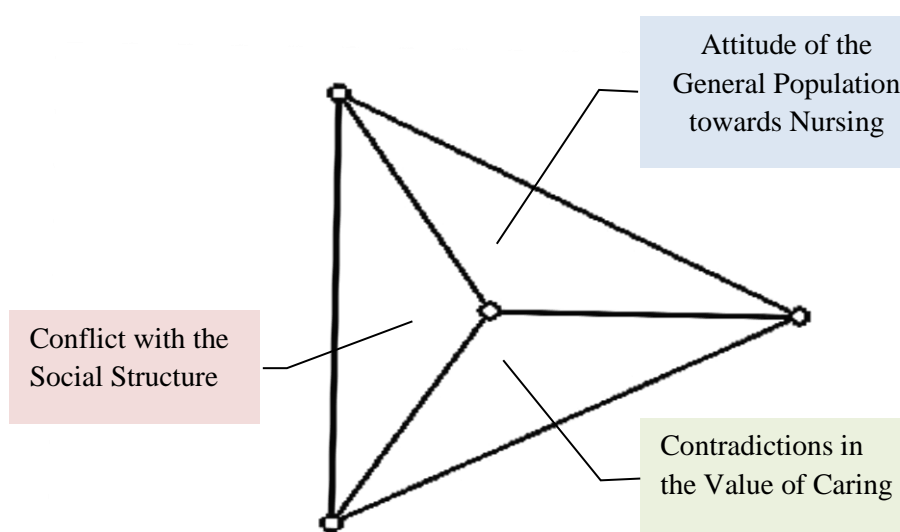 Attitude of the
General Population
towards Nursing
Conflict with the
Social Structure
Contradictions in
the Value of Caring